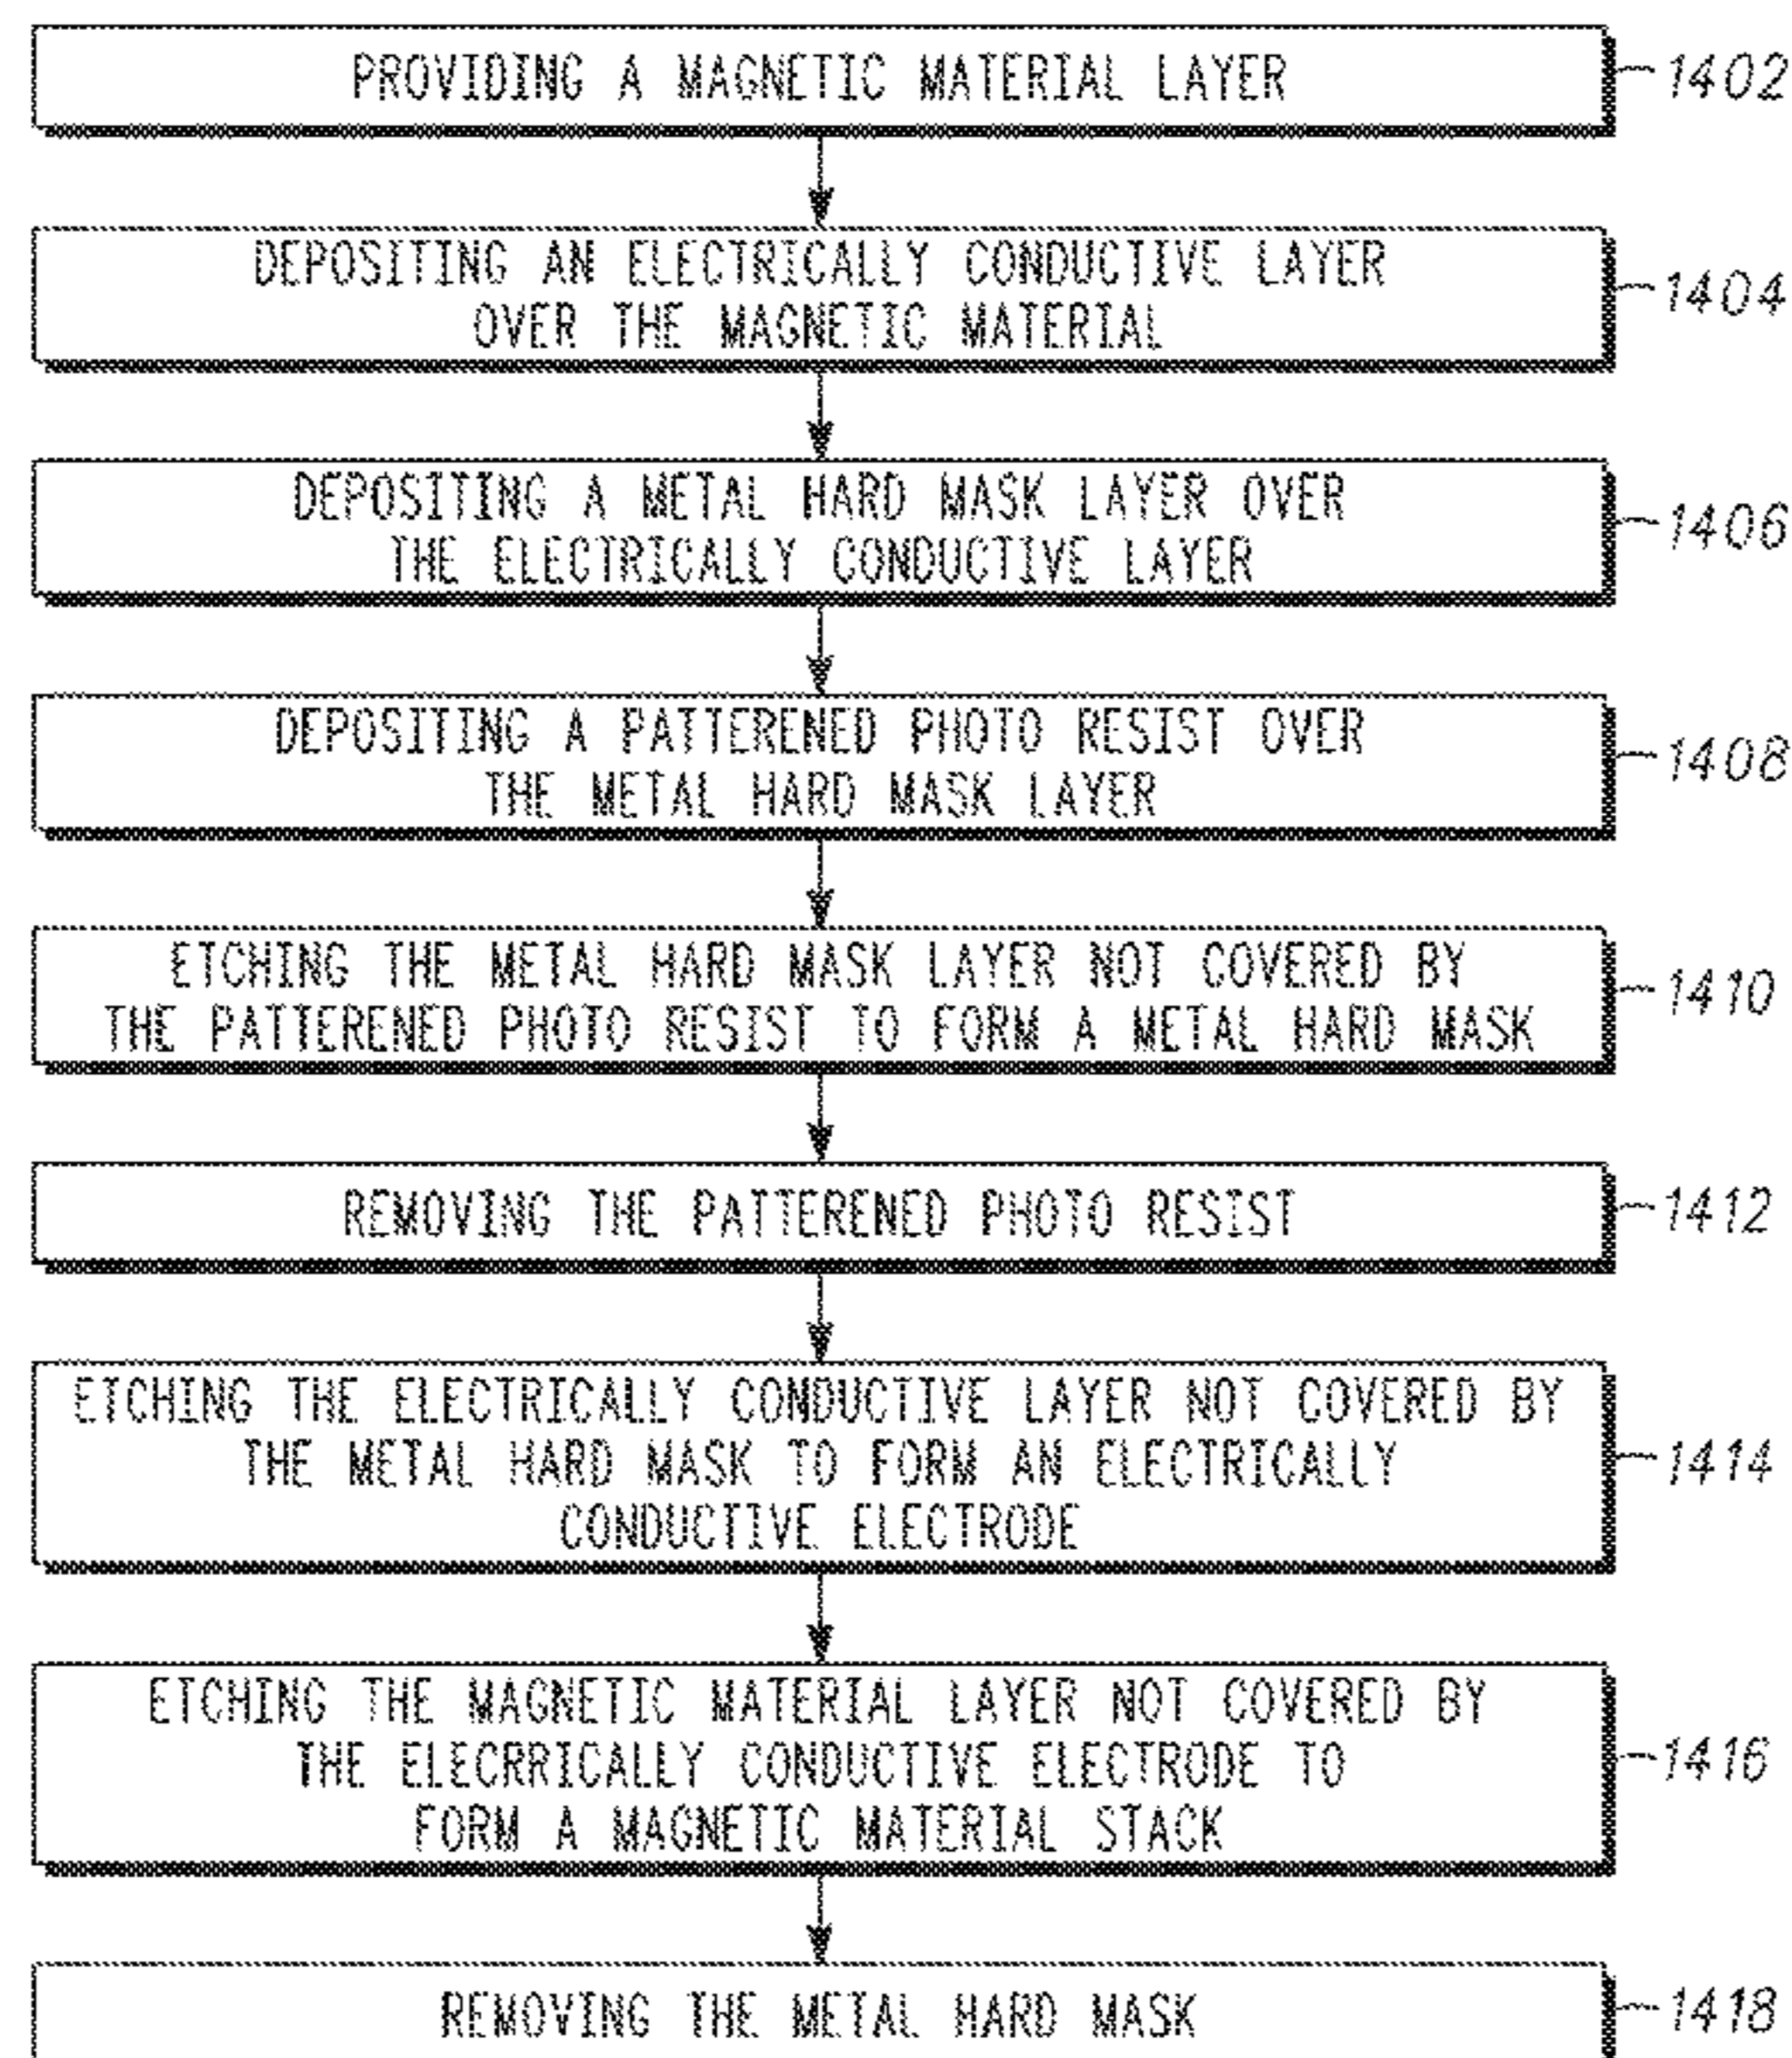 PROVIDING A MAGNETIC MATERIAL LAYER
1402
DEPOSITING AN ELECTRICALLY CONDUCTIVE LAYER
OVER THE MAGNETIC MATERIAL
1404
DEPOSITING A METAL HARD MASK LAYER OVER
THE ELECTRICALLY CONDUCTIVE LAYER
1406
DEPOSITING A PATTERENED PHOTO RESIST OVER
THE METAL HARD MASK LAYER
1408
ETCHING THE METAL HARD MASK LAYER NOT COVERED BY
THE PATTERENED PHOTO RESIST TO FORM A METAL HARD MASK
1410
REMOVING THE PATTERENED PHOTO RESIST
1412
ETCHING THE ELECTRICALLY CONDUCTIVE LAYER NOT COVERED BY
THE METAL HARD MASK TO FORM AN ELECTRICALLY
CONDUCTIVE ELECTRODE
1414
ETCHING THE MAGNETIC MATERIAL LAYER NOT COVERED BY
THE ELECRRICALLY CONDUCTIVE ELECTRODE TO
FORM A MAGNETIC MATERIAL STACK
1416
REMOVING THE METAL HARD MASK
1418